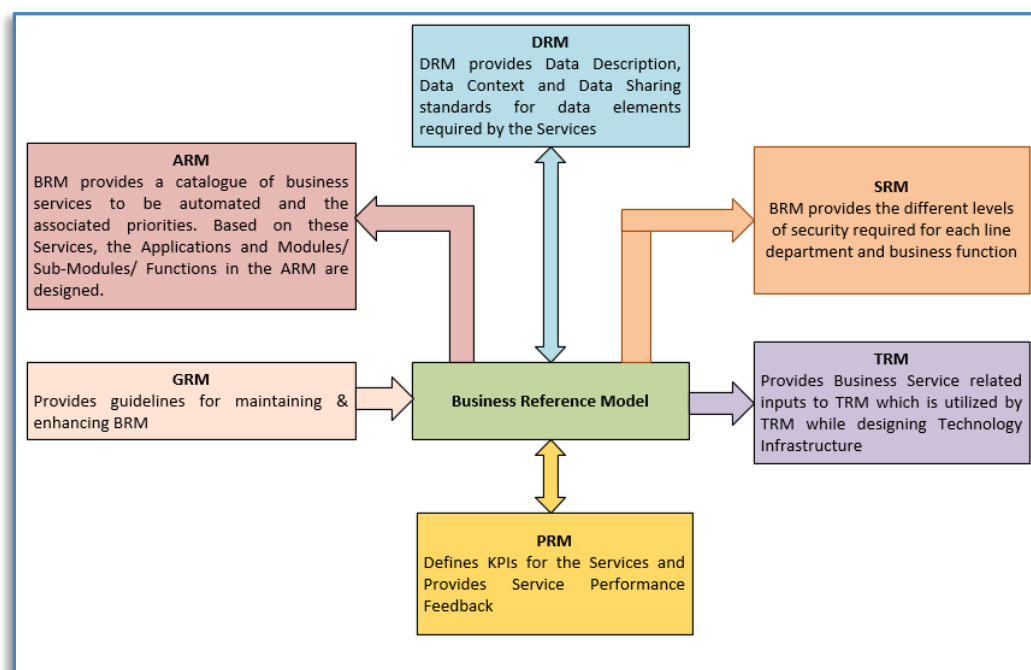 DRM
DRM provides Data Description,
Data Context and Data Sharing
standards for data elements
required by the Services
ARM
BRM provides a catalogue of business
services to be automated and the
associated priorities. Based on these
Services, the Applications and Modules/
Sub-Modules/ Functions in the ARM are
designed.
SRM
BRM provides the different levels
of security required for each line
department and business function
GRM
Provides guidelines for maintaining &
enhancing BRM
Business Reference Model
TRM
Provides Business Service related
inputs to TRM which is utilized by
TRM while designing Technology
Infrastructure
PRM
Defines KPIs for the Services and
Provides Service Performance
Feedback